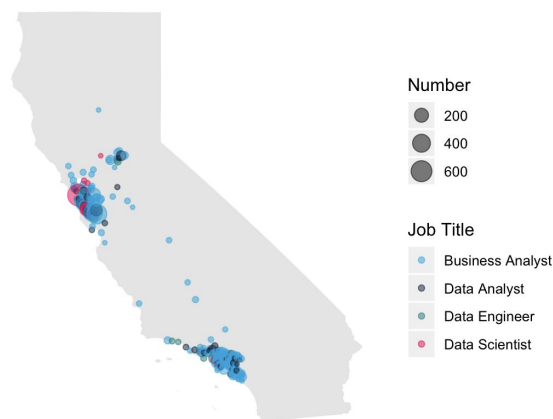 Number
200
400
600
Job Title
Business Analyst
Data Analyst
Data Engineer
Data Scientist